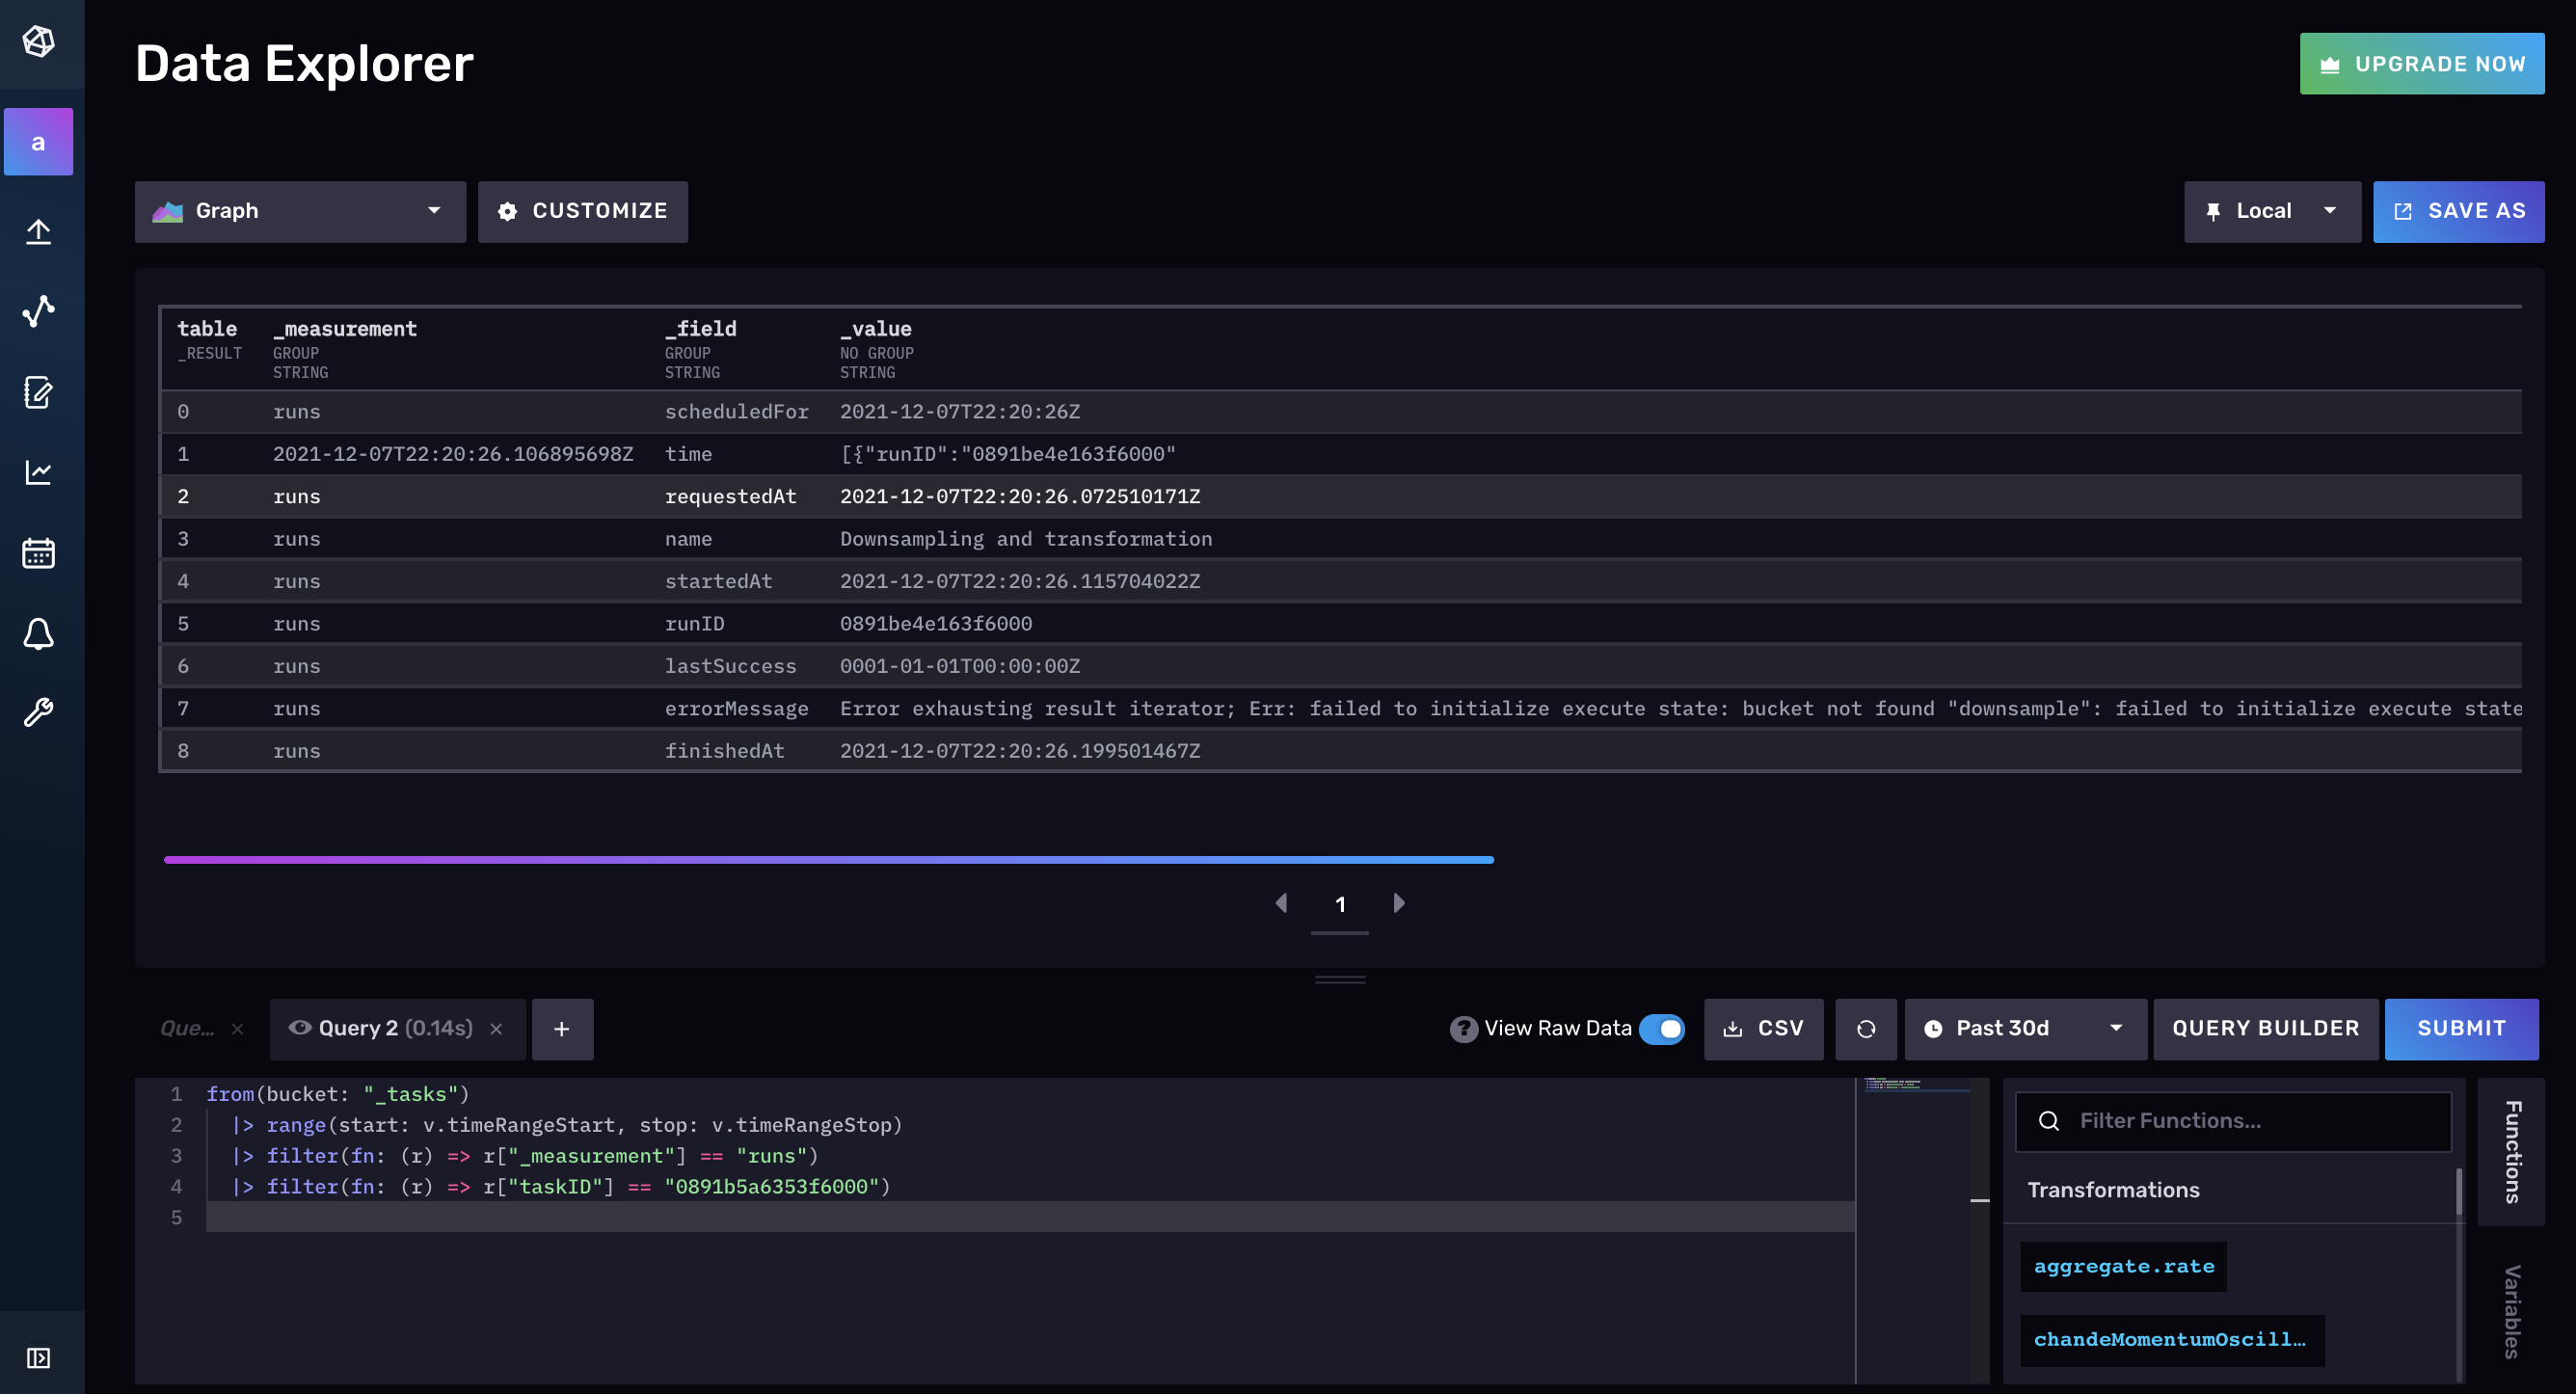 Data Explorer
UPGRADE NOW
a
Graph
CUSTOMIZE
Local
SAVE AS
table _measurement _field _value
_RESULT GROUP GROUP NO GROUP
STRING STRING STRING
0 runs scheduledFor 2021-12-07T22:20:26Z
1 2021-12-07T22:20:26.106895698Z time [{"runID":"0891be4e163f6000"
2 runs requestedAt 2021-12-07T22:20:26.072510171Z
3 runs name Downsampling and transformation
4 runs startedAt 2021-12-07T22:20:26.115704022Z
5 runs runID 0891be4e163f6000
6 runs lastSuccess 0001-01-01T00:00:00Z
7 runs errorMessage Error exhausting result iterator; Err: failed to initialize execute state: bucket not found "downsample": failed to initialize execute state
8 runs finishedAt 2021-12-07T22:20:26.199501467Z
1
Que...
Query 2 (0.14s)
+
? View Raw Data
CSV
Past 30d
QUERY BUILDER
SUBMIT
1 from(bucket: "_tasks")
2 |> range(start: v.timeRangeStart, stop: v.timeRangeStop)
3 |> filter(fn: (r) => r["_measurement"] == "runs")
4 |> filter(fn: (r) => r["taskID"] == "0891b5a6353f6000")
5
Filter Functions...
Transformations
aggregate.rate
chandeMomentumOscill...
Functions
Variables